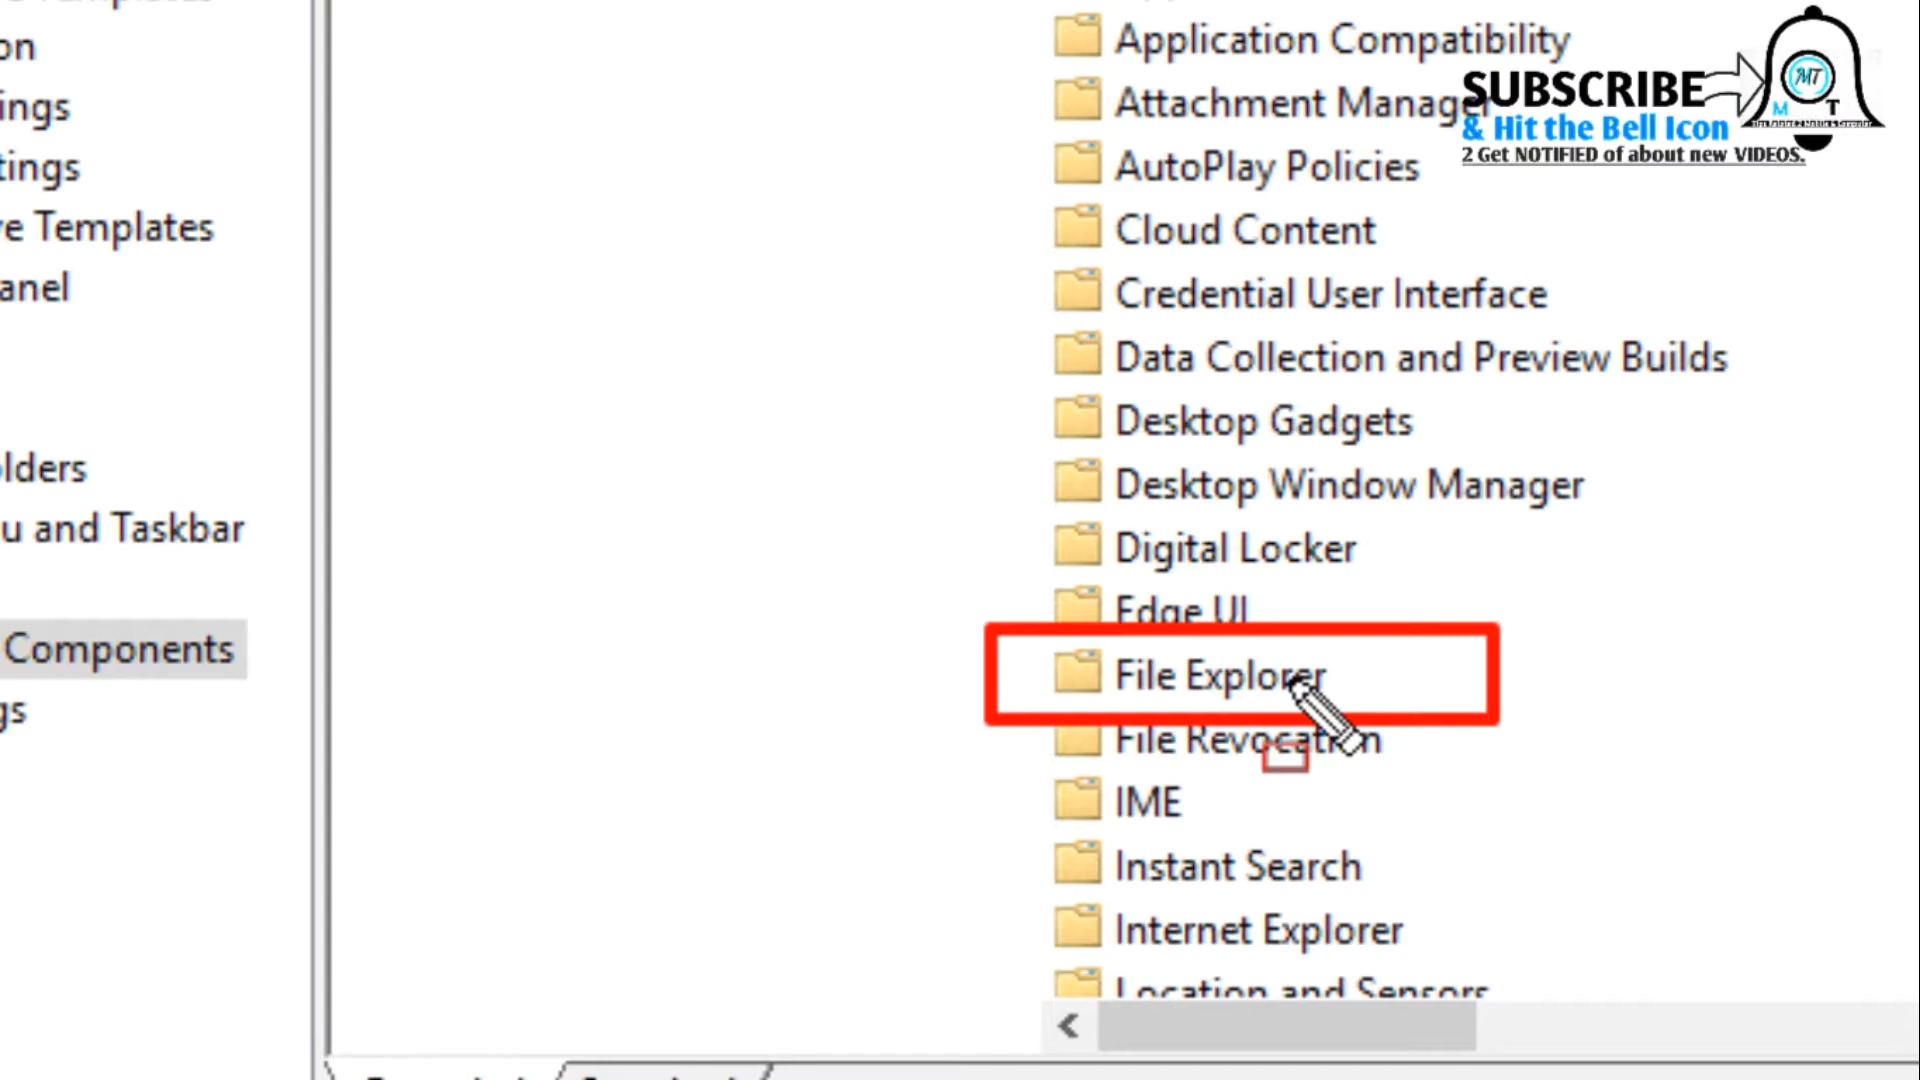 on
ings
tings
ve Templates
anel
olders
u and Taskbar
Components
gs
Application Compatibility
Attachment Manager
AutoPlay Policies
Cloud Content
Credential User Interface
Data Collection and Preview Builds
Desktop Gadgets
Desktop Window Manager
Digital Locker
Edge UI
File Explorer
File Revocation
IME
Instant Search
Internet Explorer
Location and Sensors
SUBSCRIBE
& Hit the Bell Icon
2 Get NOTIFIED of about new VIDEOS.
MT
M T